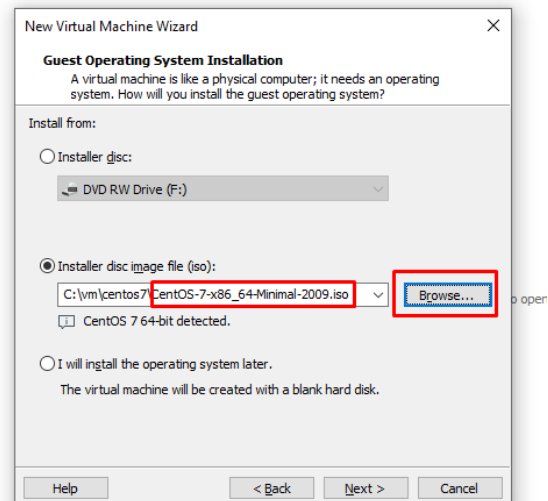 New Virtual Machine Wizard
Guest Operating System Installation
A virtual machine is like a physical computer; it needs an operating
system. How will you install the guest operating system?
Install from:
Installer disc:
DVD RW Drive (F:)
Installer disc image file (iso):
C:\vm\centos7\CentOS-7-x86_64-Minimal-2009.iso
Browse...
o open
CentOS 7 64-bit detected.
I will install the operating system later.
The virtual machine will be created with a blank hard disk.
Help
< Back
Next >
Cancel